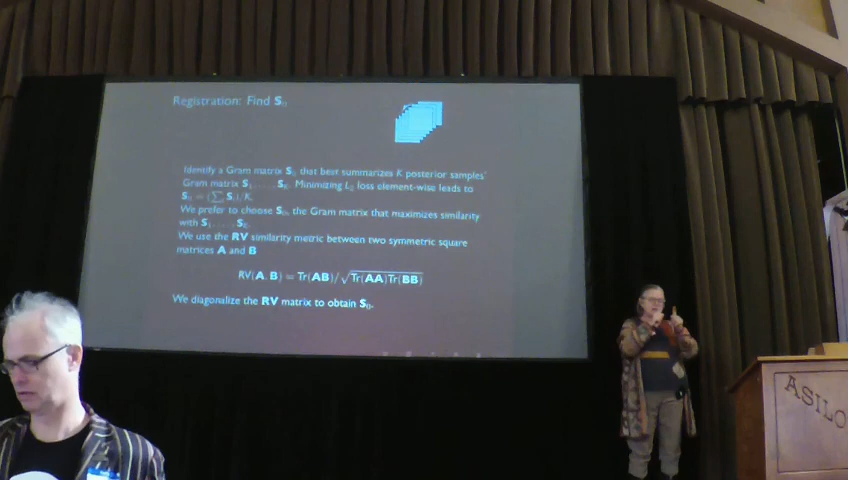 Registration: Find S₀
Identify a Gram matrix S₀ that best summarizes K posterior samples'
Gram matrix S₁, . . . , Sₖ. Minimizing L₂ loss element-wise leads to
S₀ = (∑ Sᵢ)/K.
We prefer to choose S₀, the Gram matrix that maximizes similarity
with S₁, . . . , Sₖ.
We use the RV similarity metric between two symmetric square
matrices A and B
RV(A, B) = Tr(AB)/√Tr(AA)Tr(BB)
We diagonalize the RV matrix to obtain S₀.
ASILO